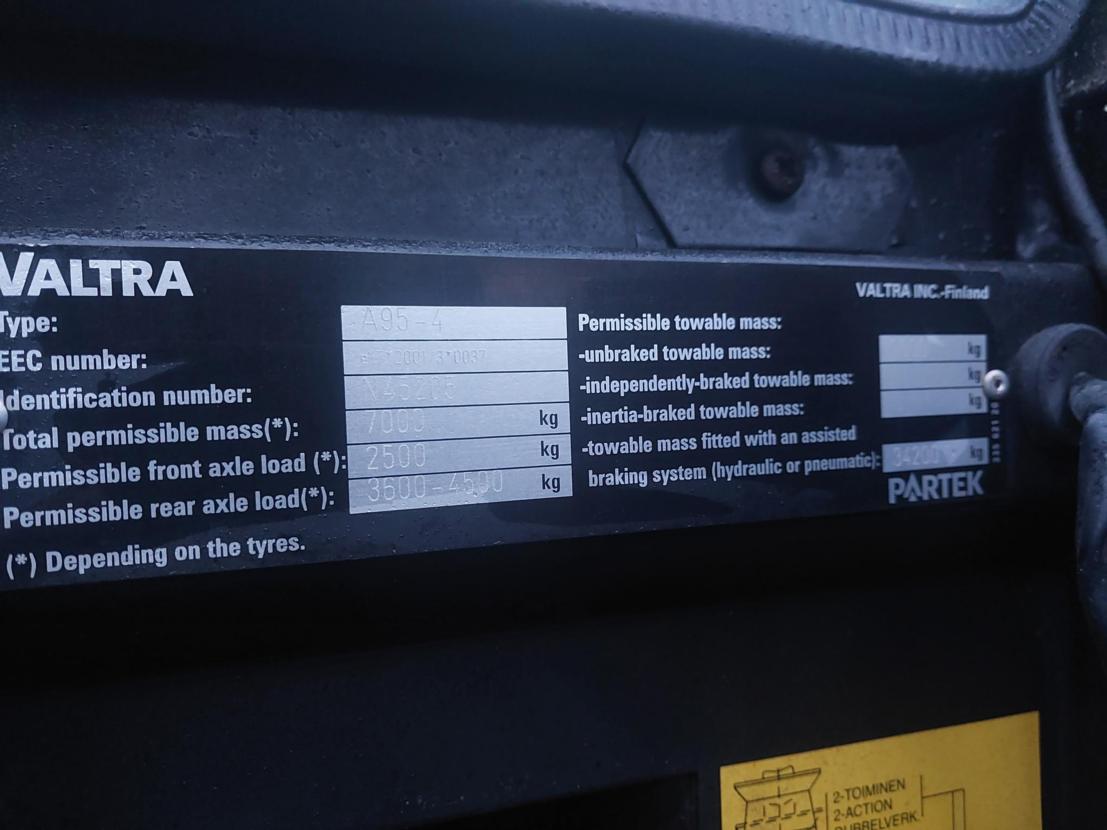 VALTRA
VALTRA INC.-Finland
Type: A95-4
EEC number:
Identification number:
Total permissible mass(*): 7000 kg
Permissible front axle load (*): 2500 kg
Permissible rear axle load(*): 3600-4500 kg
(*) Depending on the tyres.
Permissible towable mass:
-unbraked towable mass: kg
-independently-braked towable mass: kg
-inertia-braked towable mass: kg
-towable mass fitted with an assisted
braking system (hydraulic or pneumatic): kg
PARTEK
2-TOIMINEN
2-ACTION
DUBBELVERK.